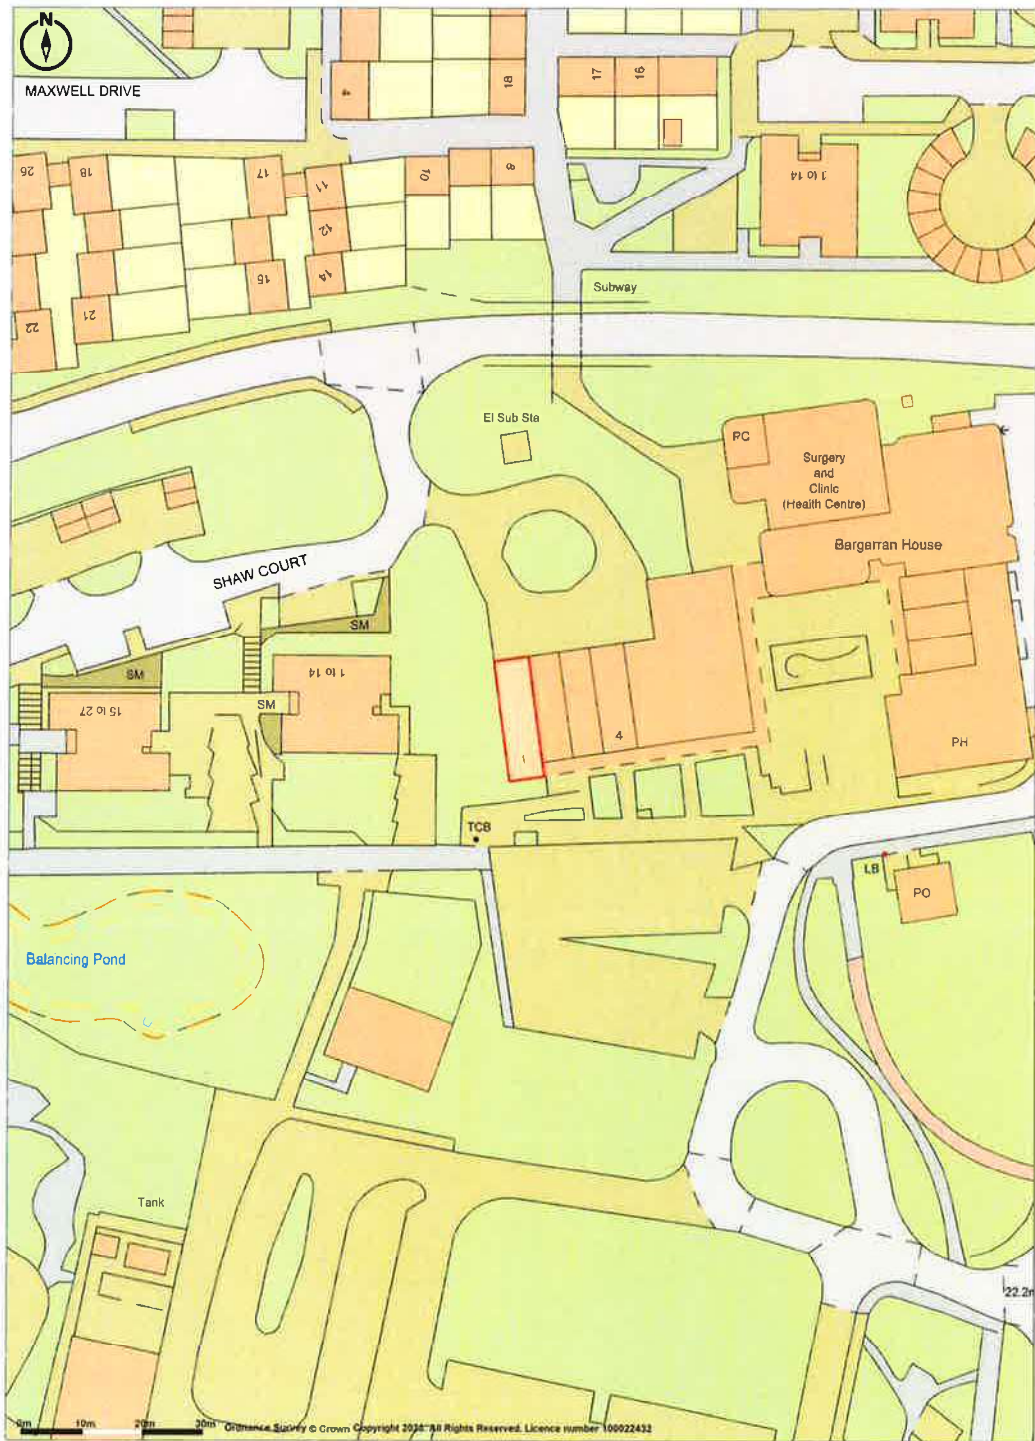 N
MAXWELL DRIVE
4
18
17
16
1 to 14
26
18
17
11
10
8
12
15
14
22
21
Subway
El Sub Sta
PC
Surgery
and
Clinic
(Health Centre)
Bargarran House
SHAW COURT
SM
SM
1 to 14
15 to 27
SM
4
1
PH
TCB
LB
PO
Balancing Pond
Tank
22.2m
0m 10m 20m 30m
Ordnance Survey © Crown Copyright 2023. All Rights Reserved. Licence number 100022432